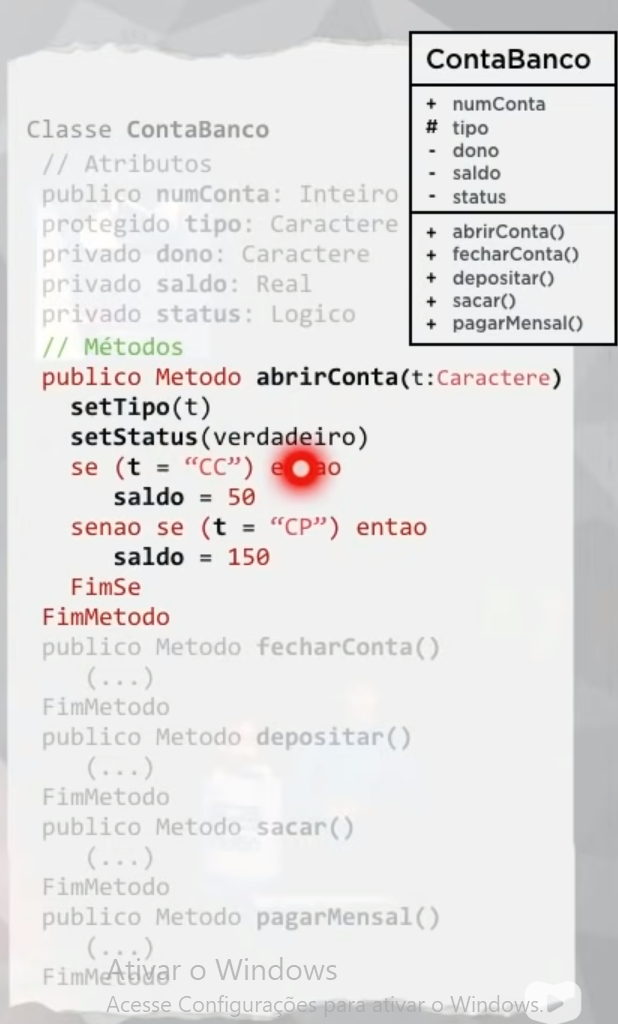 ContaBanco
+ numConta
# tipo
- dono
- saldo
- status
+ abrirConta()
+ fecharConta()
+ depositar()
+ sacar()
+ pagarMensal()
Classe ContaBanco
// Atributos
publico numConta: Inteiro
protegido tipo: Caractere
privado dono: Caractere
privado saldo: Real
privado status: Logico
// Métodos
publico Metodo abrirConta(t:Caractere)
setTipo(t)
setStatus(verdadeiro)
se (t = “CC”) entao
saldo = 50
senao se (t = “CP”) entao
saldo = 150
FimSe
FimMetodo
publico Metodo fecharConta()
(...)
FimMetodo
publico Metodo depositar()
(...)
FimMetodo
publico Metodo sacar()
(...)
FimMetodo
publico Metodo pagarMensal()
(...)
FimMetodo
Ativar o Windows
Acesse Configurações para ativar o Windows.